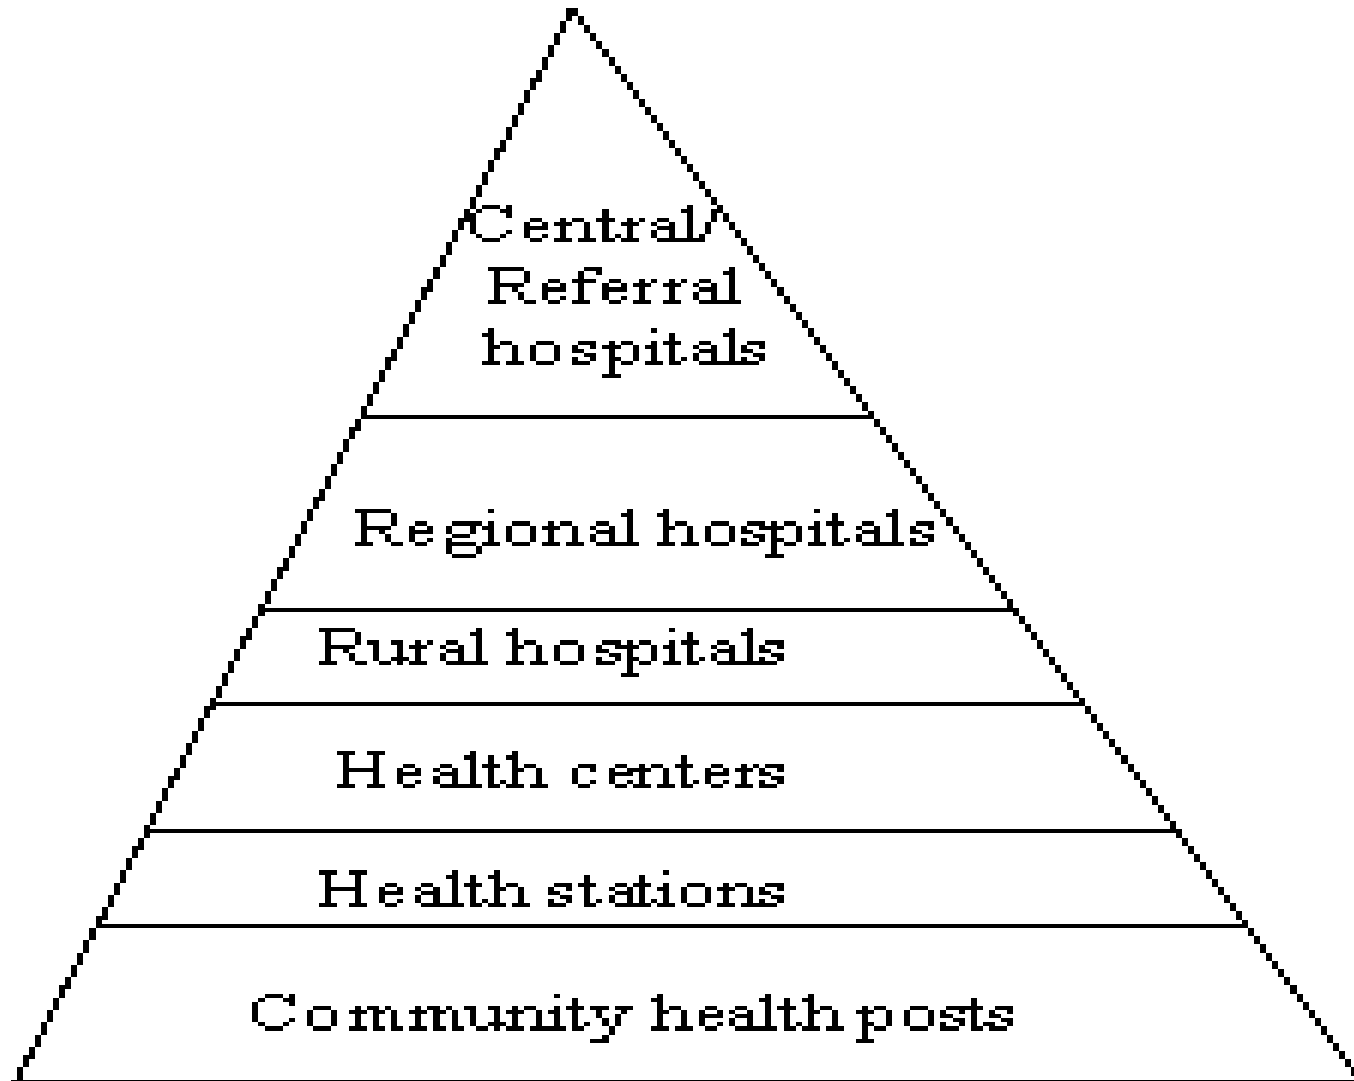 Central/
Referral
hospitals
Regional hospitals
Rural hospitals
Health centers
Health stations
Community health posts